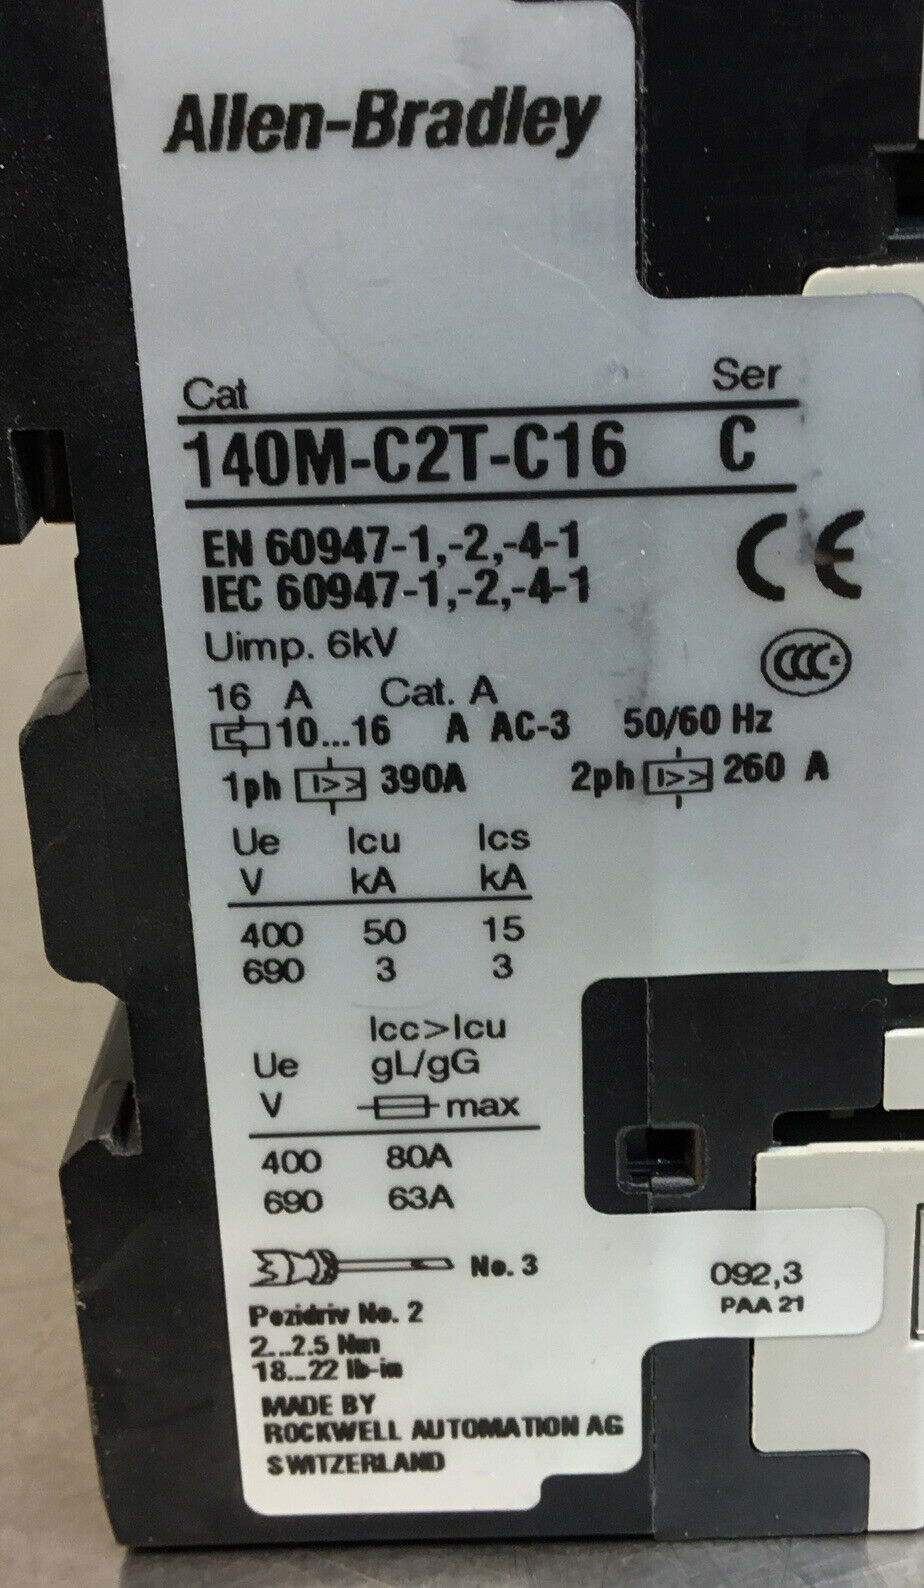 Allen-Bradley
Cat Ser
140M-C2T-C16 C
EN 60947-1,-2,-4-1
IEC 60947-1,-2,-4-1
CE
Uimp. 6kV
CCC
16 A Cat. A
10...16 A AC-3 50/60 Hz
1ph I>> 390A 2ph I>> 260 A
Ue Icu Ics
V kA kA
400 50 15
690 3 3
Icc>Icu
Ue gL/gG
V max
400 80A
690 63A
No. 3
Pozidriv No. 2
2...2.5 Nm
18...22 lb-in
MADE BY
ROCKWELL AUTOMATION AG
SWITZERLAND
092,3
PAA 21